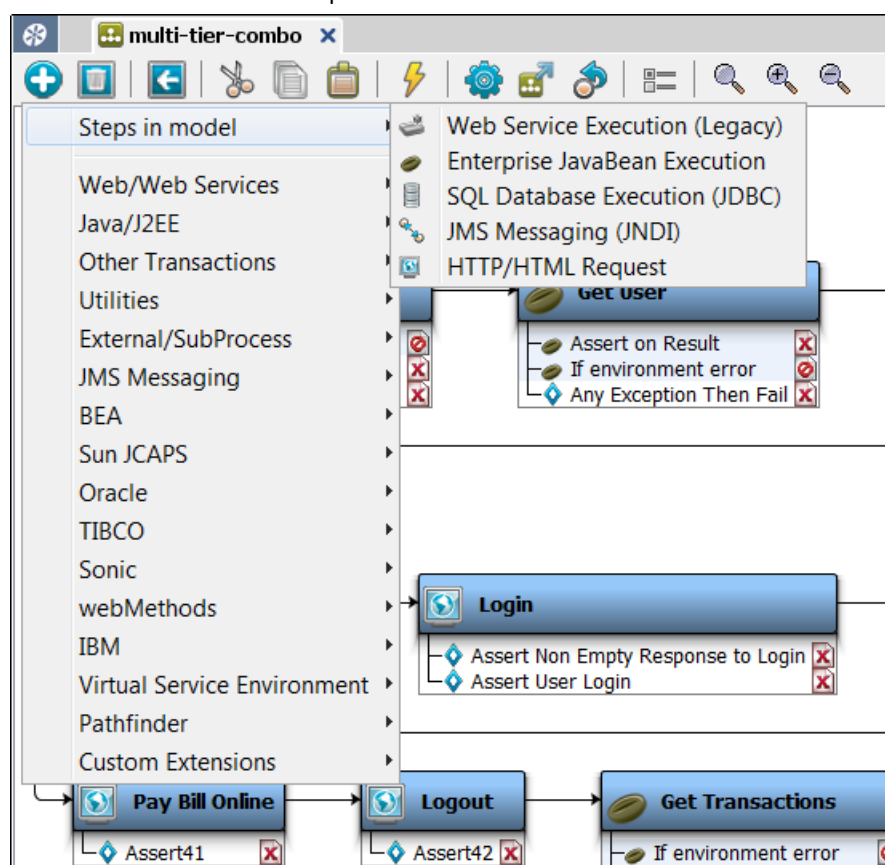 multi-tier-combo
Steps in model
Web Service Execution (Legacy)
Enterprise JavaBean Execution
SQL Database Execution (JDBC)
JMS Messaging (JNDI)
HTTP/HTML Request
Web/Web Services
Java/J2EE
Other Transactions
Utilities
External/SubProcess
JMS Messaging
BEA
Sun JCAPS
Oracle
TIBCO
Sonic
webMethods
IBM
Virtual Service Environment
Pathfinder
Custom Extensions
Get User
Assert on Result
If environment error
Any Exception Then Fail
Login
Assert Non Empty Response to Login
Assert User Login
Pay Bill Online
Assert41
Logout
Assert42
Get Transactions
If environment error